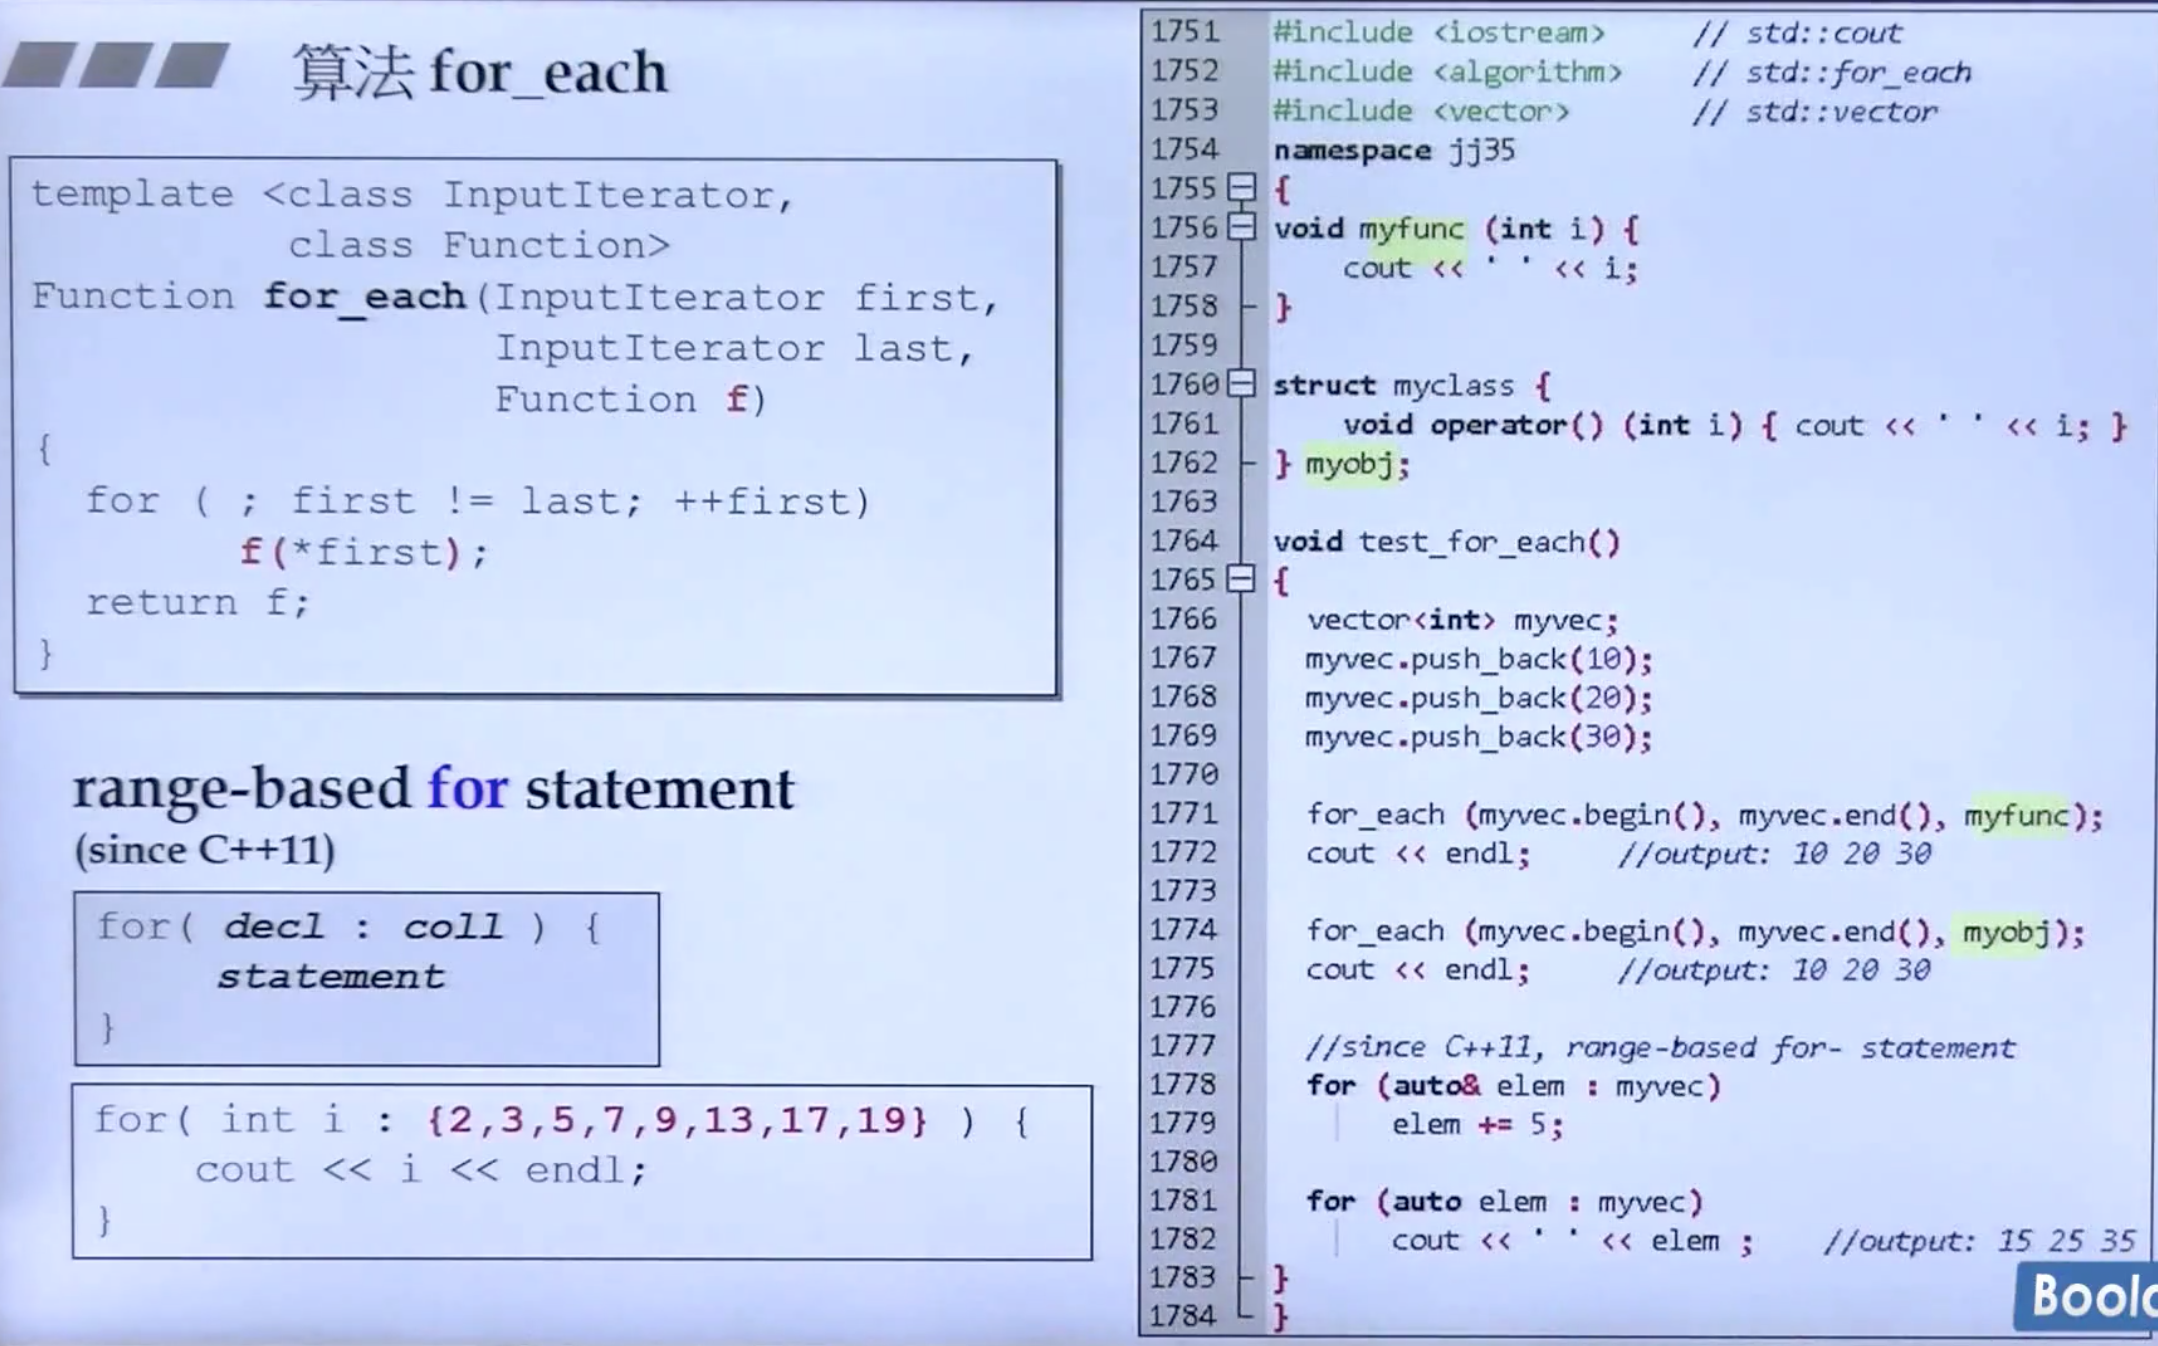 算法 for_each
template <class InputIterator,
class Function>
Function for_each(InputIterator first,
InputIterator last,
Function f)
{
for ( ; first != last; ++first)
f(*first);
return f;
}
range-based for statement
(since C++11)
for( decl : coll ) {
statement
}
for( int i : {2,3,5,7,9,13,17,19} ) {
cout << i << endl;
}
1751 #include <iostream> // std::cout
1752 #include <algorithm> // std::for_each
1753 #include <vector> // std::vector
1754 namespace jj35
1755 {
1756 void myfunc (int i) {
1757 cout << ' ' << i;
1758 }
1759
1760 struct myclass {
1761 void operator() (int i) { cout << ' ' << i; }
1762 } myobj;
1763
1764 void test_for_each()
1765 {
1766 vector<int> myvec;
1767 myvec.push_back(10);
1768 myvec.push_back(20);
1769 myvec.push_back(30);
1770
1771 for_each (myvec.begin(), myvec.end(), myfunc);
1772 cout << endl; //output: 10 20 30
1773
1774 for_each (myvec.begin(), myvec.end(), myobj);
1775 cout << endl; //output: 10 20 30
1776
1777 //since C++11, range-based for- statement
1778 for (auto& elem : myvec)
1779 elem += 5;
1780
1781 for (auto elem : myvec)
1782 cout << ' ' << elem ; //output: 15 25 35
1783 }
1784 }